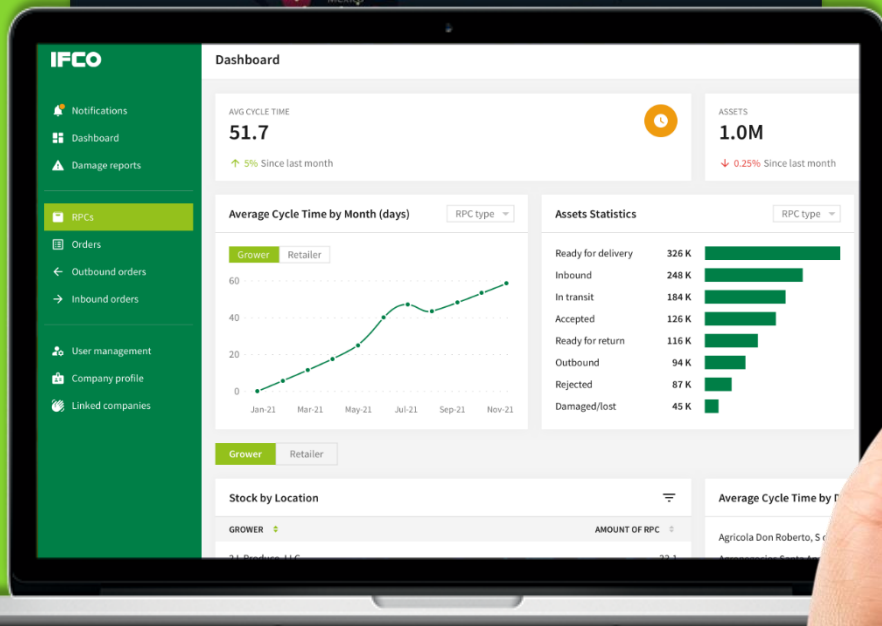 IFCO
Dashboard
Notifications
Dashboard
Damage reports
RPCs
Orders
Outbound orders
Inbound orders
User management
Company profile
Linked companies
AVG CYCLE TIME
51.7
5% Since last month
ASSETS
1.0M
0.25% Since last month
Average Cycle Time by Month (days)
RPC type
Grower Retailer
60
40
20
0
Jan-21 Mar-21 May-21 Jul-21 Sep-21 Nov-21
Assets Statistics
RPC type
Ready for delivery 326 K
Inbound 248 K
In transit 184 K
Accepted 126 K
Ready for return 116 K
Outbound 94 K
Rejected 87 K
Damaged/lost 45 K
Grower Retailer
Stock by Location
GROWER AMOUNT OF RPC
Average Cycle Time by
Agricola Don Roberto, S